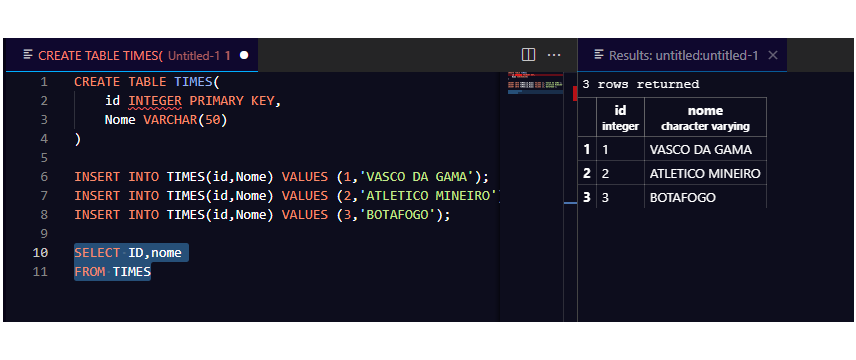 CREATE TABLE TIMES( Untitled-1 1
Results: untitled:untitled-1
1 CREATE TABLE TIMES(
2 id INTEGER PRIMARY KEY,
3 Nome VARCHAR(50)
4 )
5
6 INSERT INTO TIMES(id,Nome) VALUES (1,'VASCO DA GAMA');
7 INSERT INTO TIMES(id,Nome) VALUES (2,'ATLETICO MINEIRO'
8 INSERT INTO TIMES(id,Nome) VALUES (3,'BOTAFOGO');
9
10 SELECT ID,nome
11 FROM TIMES
3 rows returned
id nome
integer character varying
1 1 VASCO DA GAMA
2 2 ATLETICO MINEIRO
3 3 BOTAFOGO